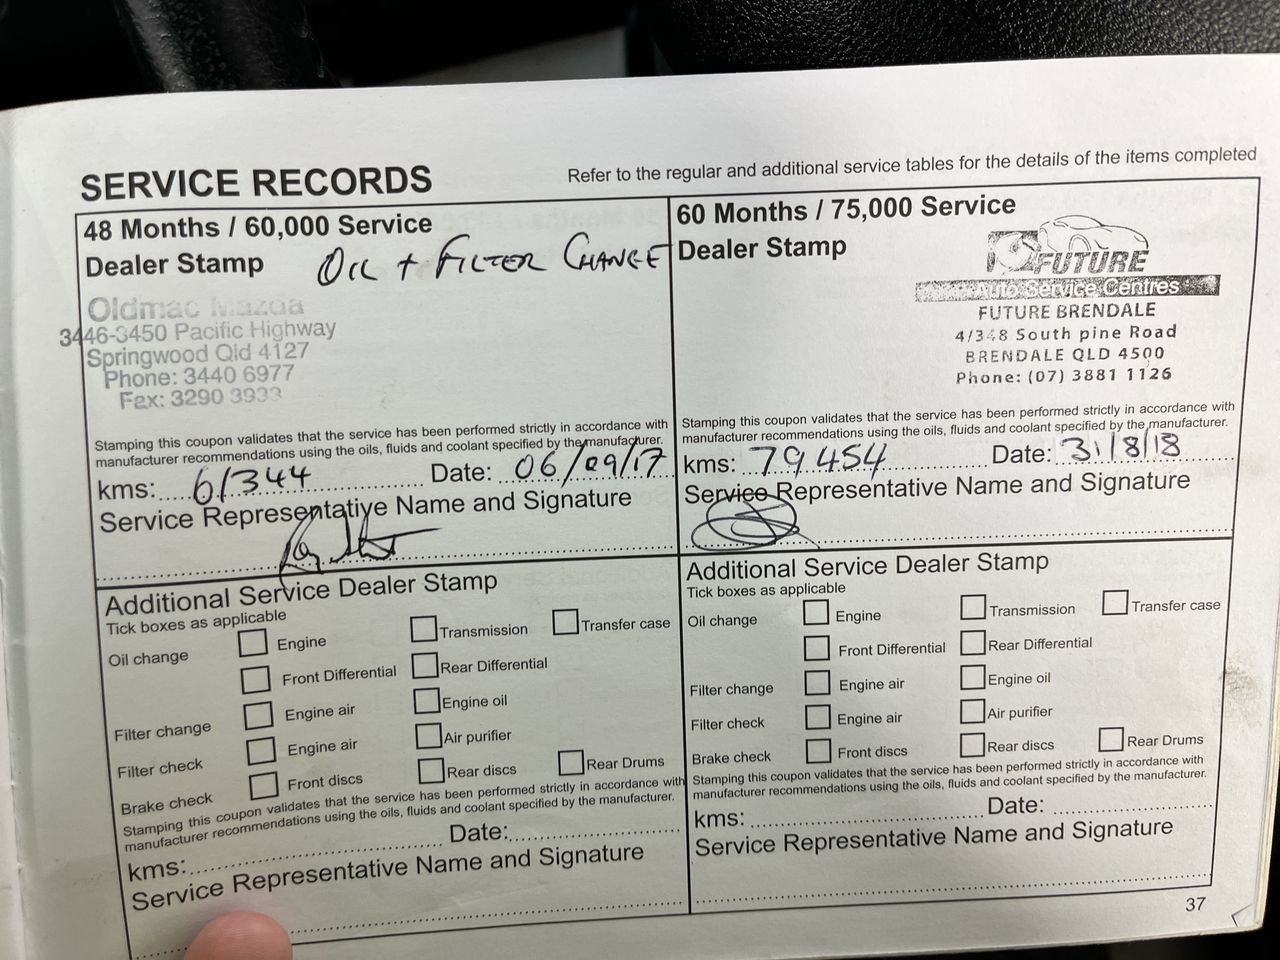 SERVICE RECORDS
Refer to the regular and additional service tables for the details of the items completed
48 Months / 60,000 Service
Dealer Stamp OIL + FILTER CHANGE
Oldmac Mazda
3446-3450 Pacific Highway
Springwood Qld 4127
Phone: 3440 6977
Fax: 3290 3933
Stamping this coupon validates that the service has been performed strictly in accordance with
manufacturer recommendations using the oils, fluids and coolant specified by the manufacturer.
kms: 61344 Date: 06/09/17
Service Representative Name and Signature
Additional Service Dealer Stamp
Tick boxes as applicable
Oil change Engine Transmission Transfer case
Front Differential Rear Differential
Filter change Engine air Engine oil
Filter check Engine air Air purifier
Brake check Front discs Rear discs Rear Drums
Stamping this coupon validates that the service has been performed strictly in accordance with
manufacturer recommendations using the oils, fluids and coolant specified by the manufacturer.
kms: Date:
Service Representative Name and Signature
60 Months / 75,000 Service
Dealer Stamp
FUTURE
Auto Service Centres
FUTURE BRENDALE
4/348 South pine Road
BRENDALE QLD 4500
Phone: (07) 3881 1126
Stamping this coupon validates that the service has been performed strictly in accordance with
manufacturer recommendations using the oils, fluids and coolant specified by the manufacturer.
kms: 79454 Date: 31/8/18
Service Representative Name and Signature
Additional Service Dealer Stamp
Tick boxes as applicable
Oil change Engine Transmission Transfer case
Front Differential Rear Differential
Filter change Engine air Engine oil
Filter check Engine air Air purifier
Brake check Front discs Rear discs Rear Drums
Stamping this coupon validates that the service has been performed strictly in accordance with
manufacturer recommendations using the oils, fluids and coolant specified by the manufacturer.
kms: Date:
Service Representative Name and Signature
37